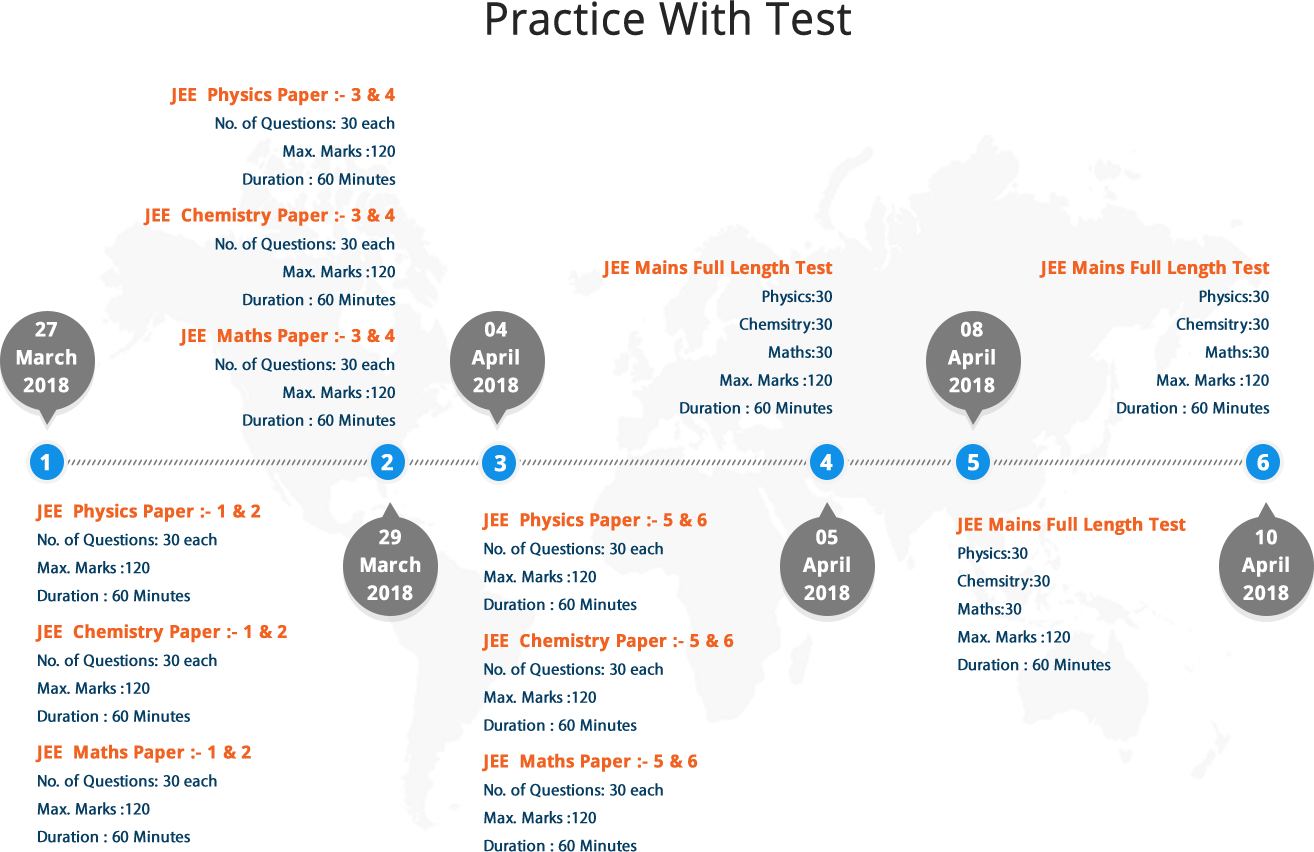 Practice With Test
27
March
2018
1
JEE Physics Paper :- 1 & 2
No. of Questions: 30 each
Max. Marks :120
Duration : 60 Minutes
JEE Chemistry Paper :- 1 & 2
No. of Questions: 30 each
Max. Marks :120
Duration : 60 Minutes
JEE Maths Paper :- 1 & 2
No. of Questions: 30 each
Max. Marks :120
Duration : 60 Minutes
JEE Physics Paper :- 3 & 4
No. of Questions: 30 each
Max. Marks :120
Duration : 60 Minutes
JEE Chemistry Paper :- 3 & 4
No. of Questions: 30 each
Max. Marks :120
Duration : 60 Minutes
JEE Maths Paper :- 3 & 4
No. of Questions: 30 each
Max. Marks :120
Duration : 60 Minutes
2
29
March
2018
04
April
2018
3
JEE Physics Paper :- 5 & 6
No. of Questions: 30 each
Max. Marks :120
Duration : 60 Minutes
JEE Chemistry Paper :- 5 & 6
No. of Questions: 30 each
Max. Marks :120
Duration : 60 Minutes
JEE Maths Paper :- 5 & 6
No. of Questions: 30 each
Max. Marks :120
Duration : 60 Minutes
JEE Mains Full Length Test
Physics:30
Chemsitry:30
Maths:30
Max. Marks :120
Duration : 60 Minutes
4
05
April
2018
08
April
2018
5
JEE Mains Full Length Test
Physics:30
Chemsitry:30
Maths:30
Max. Marks :120
Duration : 60 Minutes
JEE Mains Full Length Test
Physics:30
Chemsitry:30
Maths:30
Max. Marks :120
Duration : 60 Minutes
6
10
April
2018